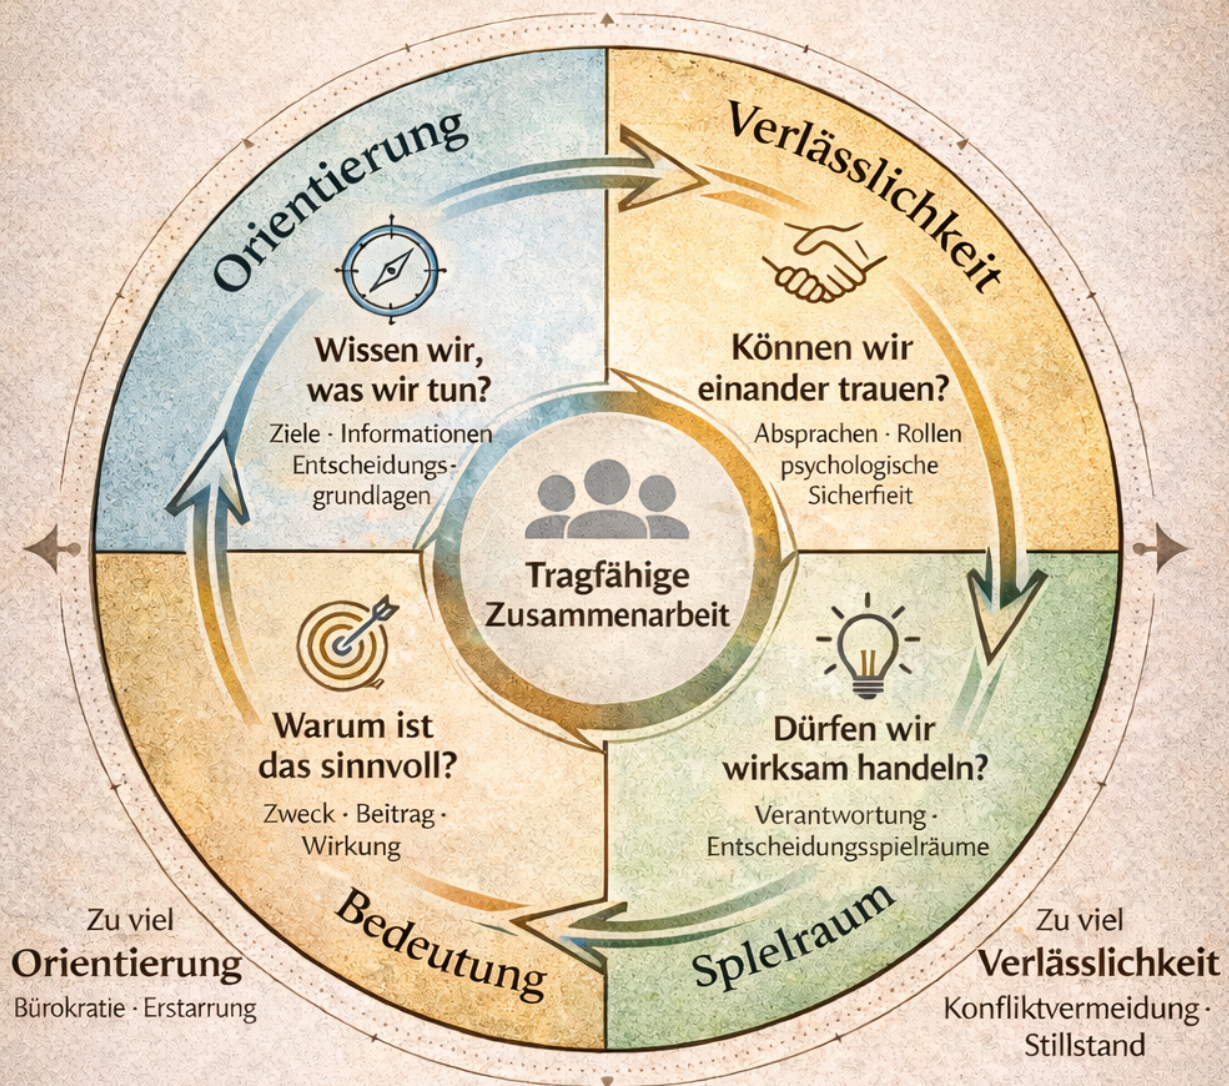 Orientierung
Wissen wir,
was wir tun?
Ziele · Informationen
Entscheidungs-
grundlagen
Verlässlichkeit
Können wir
einander trauen?
Absprachen · Rollen
psychologische
Sicherfieit
Tragfähige
Zusammenarbeit
Warum ist
das sinnvoll?
Zweck · Beitrag ·
Wirkung
Bedeutung
Dürfen wir
wirksam handeln?
Verantwortung ·
Entscheidungsspielräume
Splelraum
Zu viel
Orientierung
Bürokratie · Erstarrung
Zu viel
Verlässlichkeit
Konfliktvermeidung ·
Stillstand